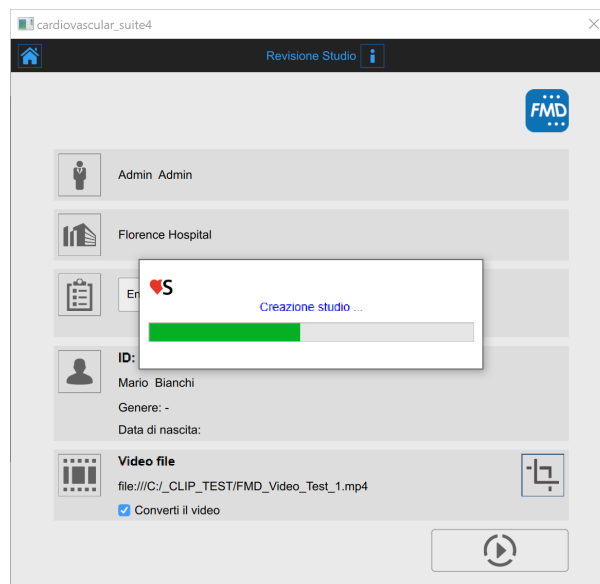 cardiovascular_suite4
Revisione Studio
FMD
Admin Admin
Florence Hospital
S
Creazione studio ...
ID:
Mario Bianchi
Genere: -
Data di nascita:
Video file
file:///C:/_CLIP_TEST/FMD_Video_Test_1.mp4
Converti il video